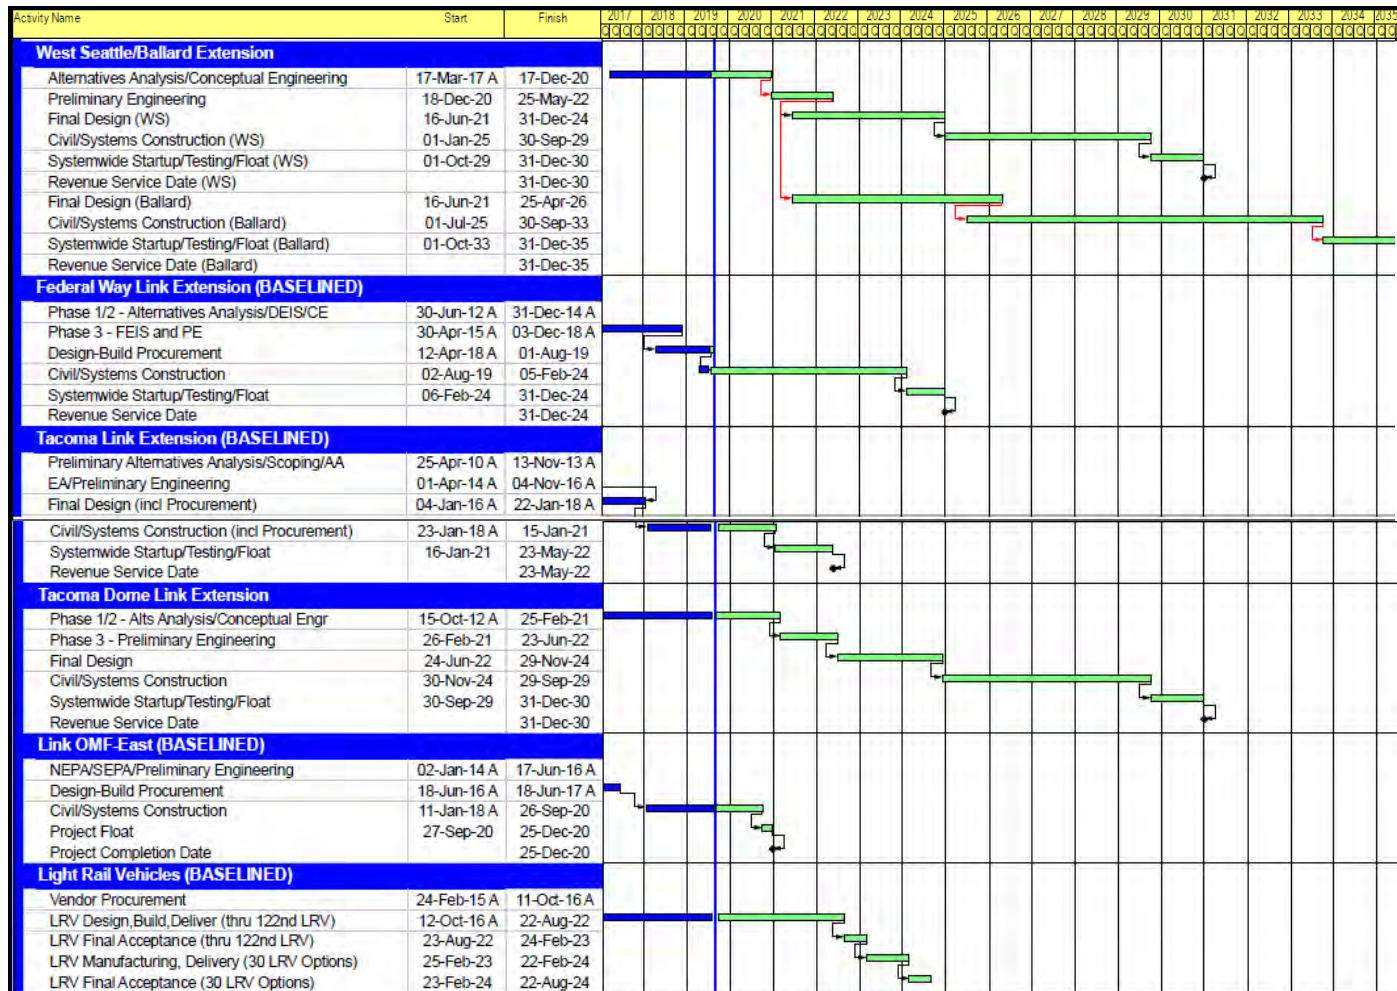 Activity Name Start Finish 2017 2018 2019 2020 2021 2022 2023 2024 2025 2026 2027 2028 2029 2030 2031 2032 2033 2034 2035
Q Q Q Q Q Q Q Q Q Q Q Q Q Q Q Q Q Q Q Q Q Q Q Q Q Q Q Q Q Q Q Q Q Q Q Q Q Q Q Q Q Q Q Q Q Q Q Q Q Q Q Q Q Q Q Q Q Q Q Q Q Q Q Q Q Q Q Q Q Q Q Q Q Q
West Seattle/Ballard Extension
Alternatives Analysis/Conceptual Engineering 17-Mar-17 A 17-Dec-20
Preliminary Engineering 18-Dec-20 25-May-22
Final Design (WS) 16-Jun-21 31-Dec-24
Civil/Systems Construction (WS) 01-Jan-25 30-Sep-29
Systemwide Startup/Testing/Float (WS) 01-Oct-29 31-Dec-30
Revenue Service Date (WS) 31-Dec-30
Final Design (Ballard) 16-Jun-21 25-Apr-26
Civil/Systems Construction (Ballard) 01-Jul-25 30-Sep-33
Systemwide Startup/Testing/Float (Ballard) 01-Oct-33 31-Dec-35
Revenue Service Date (Ballard) 31-Dec-35
Federal Way Link Extension (BASELINED)
Phase 1/2 - Alternatives Analysis/DEIS/CE 30-Jun-12 A 31-Dec-14 A
Phase 3 - FEIS and PE 30-Apr-15 A 03-Dec-18 A
Design-Build Procurement 12-Apr-18 A 01-Aug-19
Civil/Systems Construction 02-Aug-19 05-Feb-24
Systemwide Startup/Testing/Float 06-Feb-24 31-Dec-24
Revenue Service Date 31-Dec-24
Tacoma Link Extension (BASELINED)
Preliminary Alternatives Analysis/Scoping/AA 25-Apr-10 A 13-Nov-13 A
EA/Preliminary Engineering 01-Apr-14 A 04-Nov-16 A
Final Design (incl Procurement) 04-Jan-16 A 22-Jan-18 A
Civil/Systems Construction (incl Procurement) 23-Jan-18 A 15-Jan-21
Systemwide Startup/Testing/Float 16-Jan-21 23-May-22
Revenue Service Date 23-May-22
Tacoma Dome Link Extension
Phase 1/2 - Alts Analysis/Conceptual Engr 15-Oct-12 A 25-Feb-21
Phase 3 - Preliminary Engineering 26-Feb-21 23-Jun-22
Final Design 24-Jun-22 29-Nov-24
Civil/Systems Construction 30-Nov-24 29-Sep-29
Systemwide Startup/Testing/Float 30-Sep-29 31-Dec-30
Revenue Service Date 31-Dec-30
Link OMF-East (BASELINED)
NEPA/SEPA/Preliminary Engineering 02-Jan-14 A 17-Jun-16 A
Design-Build Procurement 18-Jun-16 A 18-Jun-17 A
Civil/Systems Construction 11-Jan-18 A 26-Sep-20
Project Float 27-Sep-20 25-Dec-20
Project Completion Date 25-Dec-20
Light Rail Vehicles (BASELINED)
Vendor Procurement 24-Feb-15 A 11-Oct-16 A
LRV Design,Build,Deliver (thru 122nd LRV) 12-Oct-16 A 22-Aug-22
LRV Final Acceptance (thru 122nd LRV) 23-Aug-22 24-Feb-23
LRV Manufacturing, Delivery (30 LRV Options) 25-Feb-23 22-Feb-24
LRV Final Acceptance (30 LRV Options) 23-Feb-24 22-Aug-24